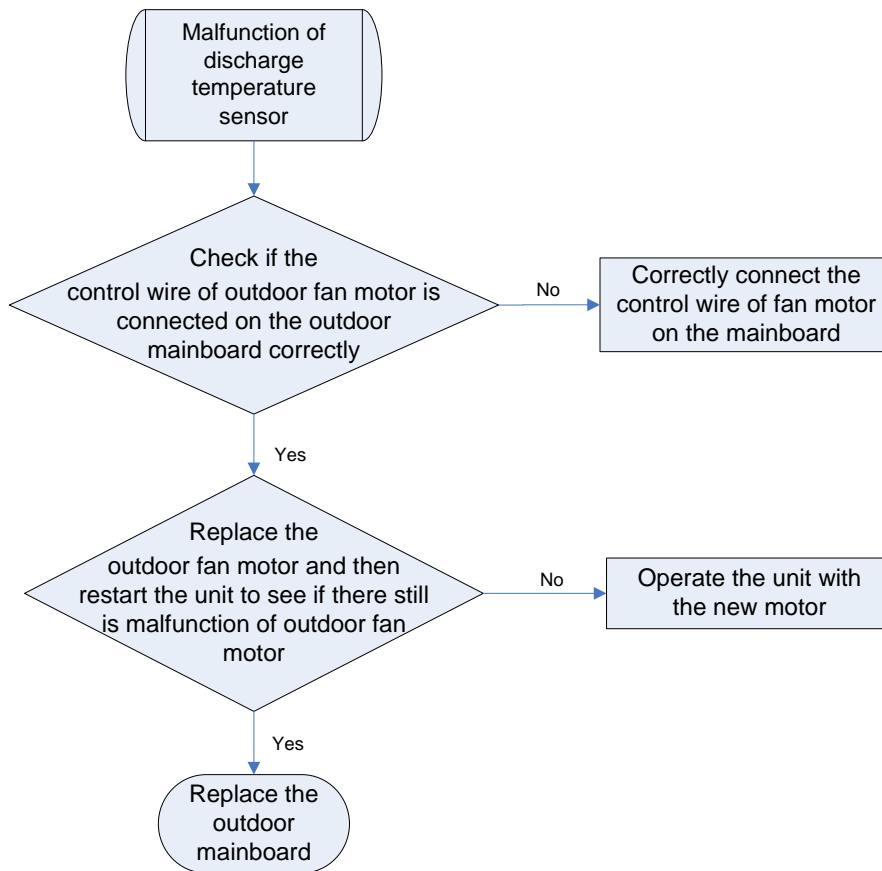 Malfunction of
discharge
temperature
sensor
Check if the
control wire of outdoor fan motor is
connected on the outdoor
mainboard correctly
No
Correctly connect the
control wire of fan motor
on the mainboard
Yes
Replace the
outdoor fan motor and then
restart the unit to see if there still
is malfunction of outdoor fan
motor
No
Operate the unit with
the new motor
Yes
Replace the
outdoor
mainboard